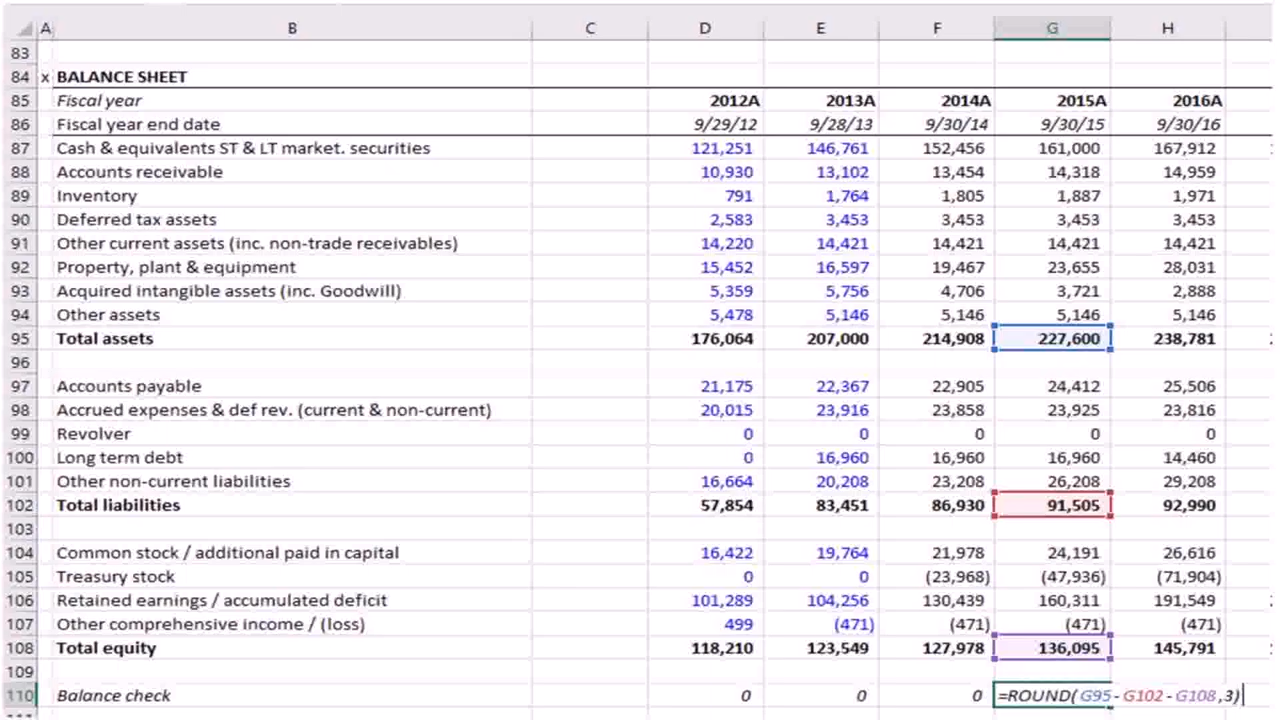 A B C D E F G H
83
84 x BALANCE SHEET
85 Fiscal year 2012A 2013A 2014A 2015A 2016A
86 Fiscal year end date 9/29/12 9/28/13 9/30/14 9/30/15 9/30/16
87 Cash & equivalents ST & LT market. securities 121,251 146,761 152,456 161,000 167,912
88 Accounts receivable 10,930 13,102 13,454 14,318 14,959
89 Inventory 791 1,764 1,805 1,887 1,971
90 Deferred tax assets 2,583 3,453 3,453 3,453 3,453
91 Other current assets (inc. non-trade receivables) 14,220 14,421 14,421 14,421 14,421
92 Property, plant & equipment 15,452 16,597 19,467 23,655 28,031
93 Acquired intangible assets (inc. Goodwill) 5,359 5,756 4,706 3,721 2,888
94 Other assets 5,478 5,146 5,146 5,146 5,146
95 Total assets 176,064 207,000 214,908 227,600 238,781
96
97 Accounts payable 21,175 22,367 22,905 24,412 25,506
98 Accrued expenses & def rev. (current & non-current) 20,015 23,916 23,858 23,925 23,816
99 Revolver 0 0 0 0 0
100 Long term debt 0 16,960 16,960 16,960 14,460
101 Other non-current liabilities 16,664 20,208 23,208 26,208 29,208
102 Total liabilities 57,854 83,451 86,930 91,505 92,990
103
104 Common stock / additional paid in capital 16,422 19,764 21,978 24,191 26,616
105 Treasury stock 0 0 (23,968) (47,936) (71,904)
106 Retained earnings / accumulated deficit 101,289 104,256 130,439 160,311 191,549
107 Other comprehensive income / (loss) 499 (471) (471) (471) (471)
108 Total equity 118,210 123,549 127,978 136,095 145,791
109
110 Balance check 0 0 0 =ROUND( G95 - G102 - G108 ,3)